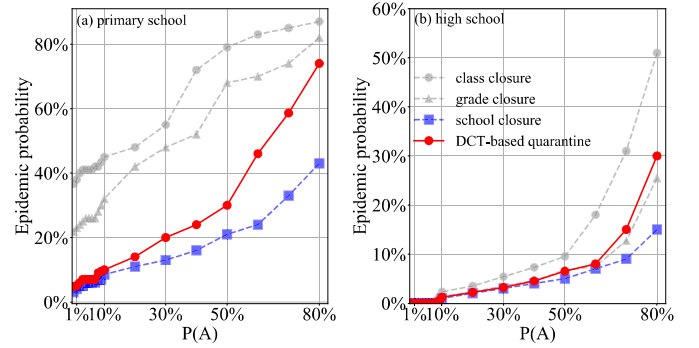 (a) primary school
Epidemic probability
80%
60%
40%
20%
0%
1%
10%
30%
50%
80%
P(A)
(b) high school
Epidemic probability
60%
50%
40%
30%
20%
10%
0%
class closure
grade closure
school closure
DCT-based quarantine
1%
10%
30%
50%
80%
P(A)